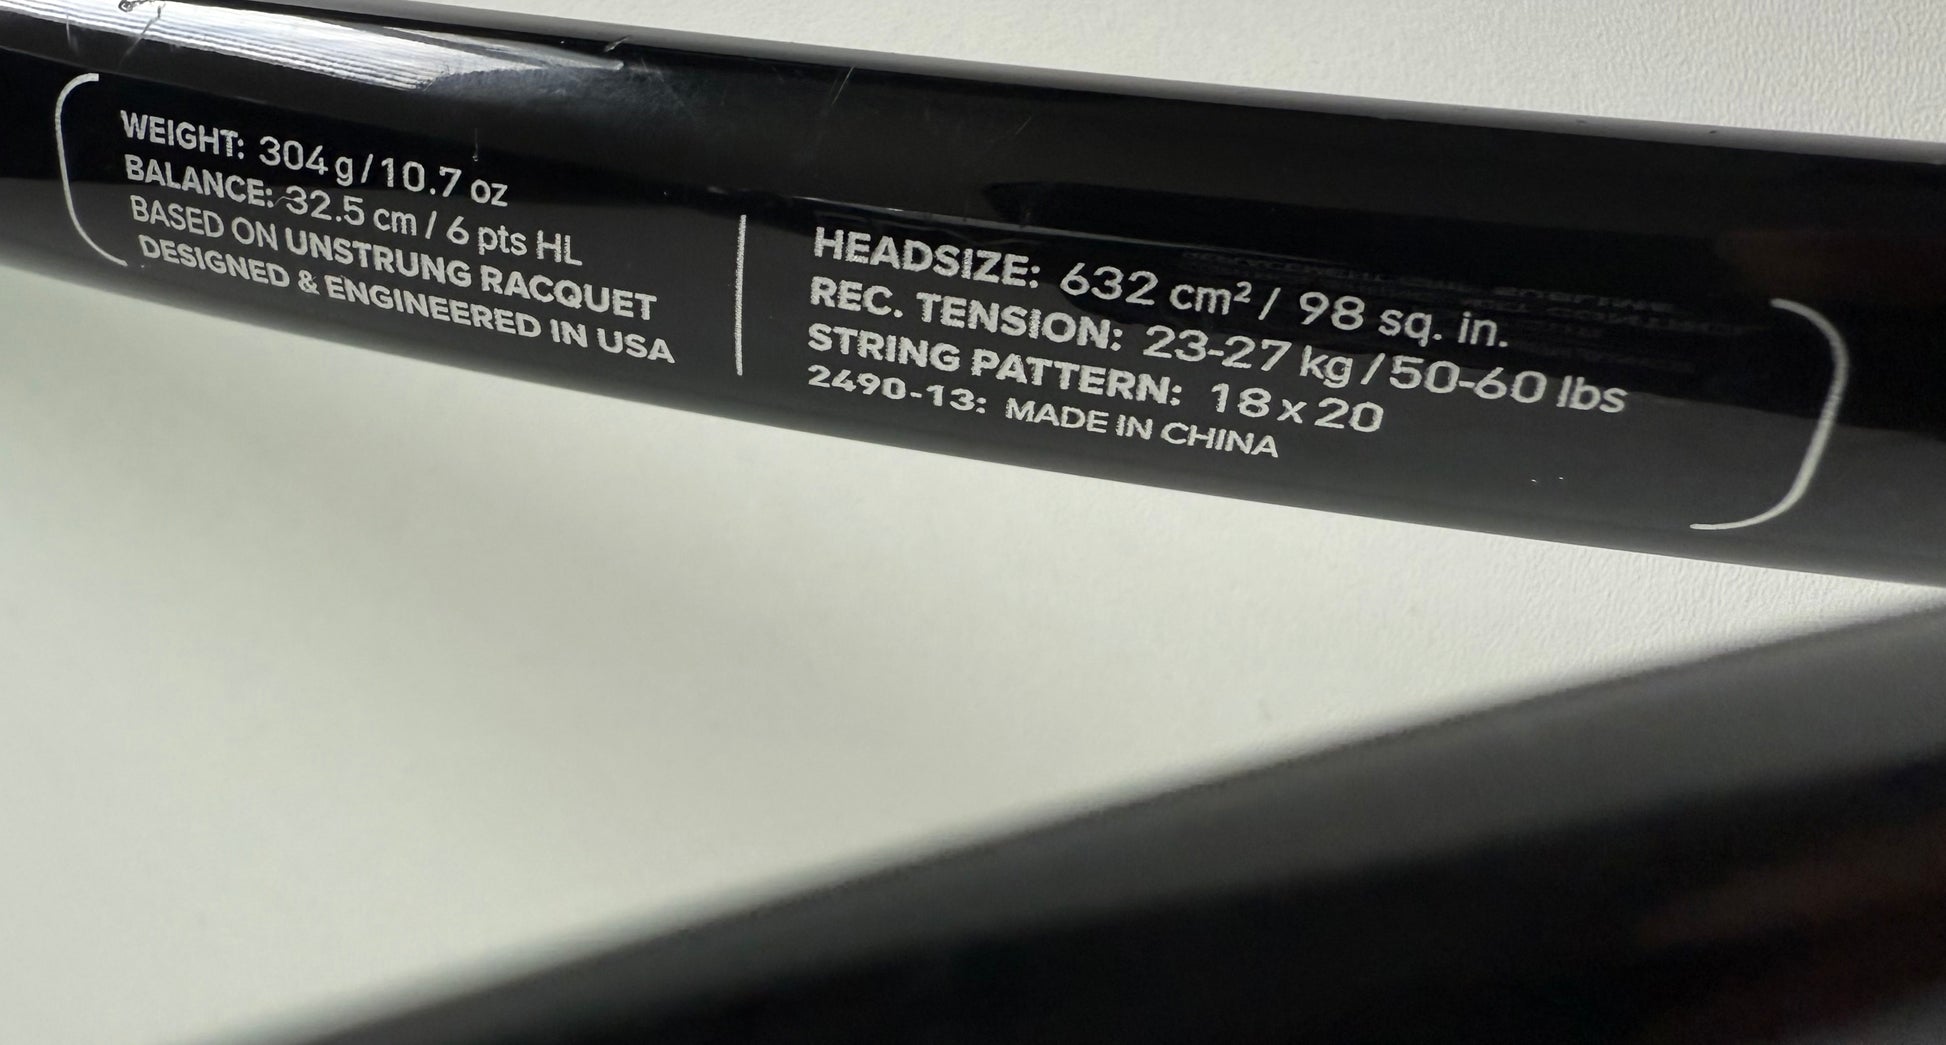 WEIGHT: 304 g / 10.7 oz
BALANCE: 32.5 cm / 6 pts HL
BASED ON UNSTRUNG RACQUET
DESIGNED & ENGINEERED IN USA
HEADSIZE: 632 cm² / 98 sq. in.
REC. TENSION: 23-27 kg / 50-60 lbs
STRING PATTERN: 18 x 20
2490-13: MADE IN CHINA